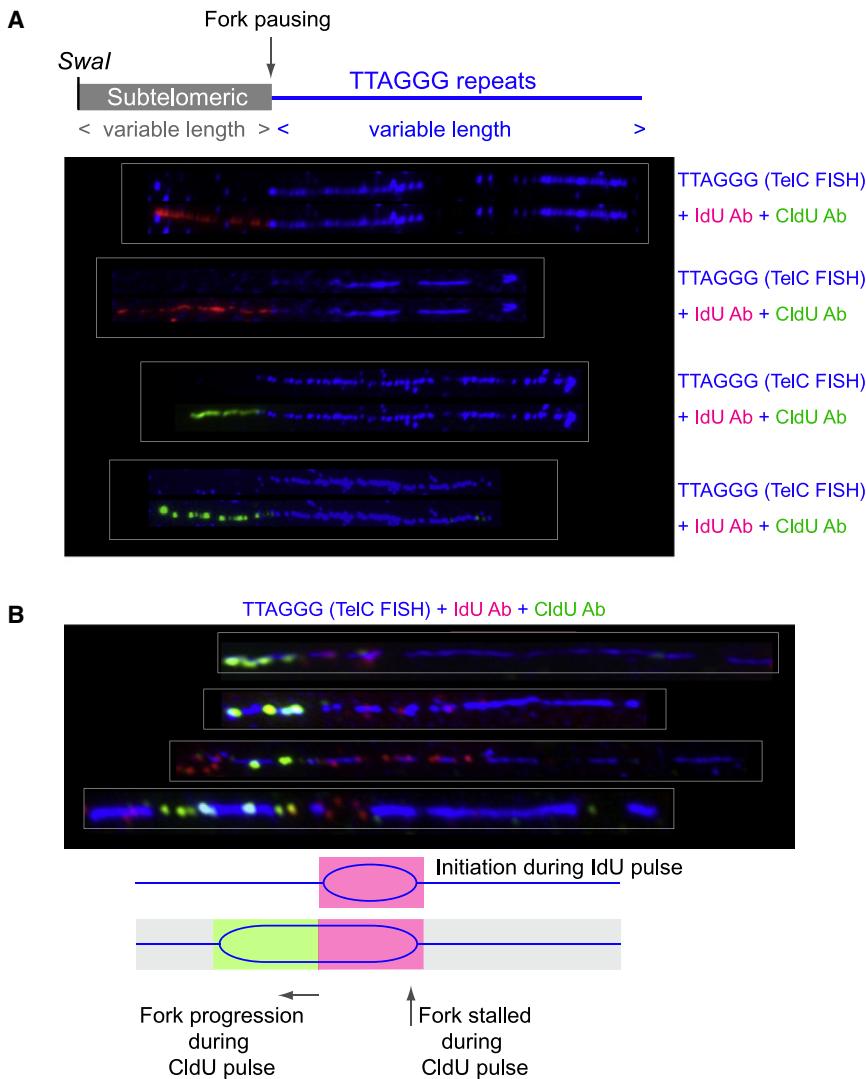 A
Fork pausing
SwaI
Subtelomeric
TTAGGG repeats
< variable length >
< variable length >
TTAGGG (TelC FISH)
+ IdU Ab + CldU Ab
TTAGGG (TelC FISH)
+ IdU Ab + CldU Ab
TTAGGG (TelC FISH)
+ IdU Ab + CldU Ab
TTAGGG (TelC FISH)
+ IdU Ab + CldU Ab
B
TTAGGG (TelC FISH) + IdU Ab + CldU Ab
Initiation during IdU pulse
Fork progression
during
CldU pulse
Fork stalled
during
CldU pulse